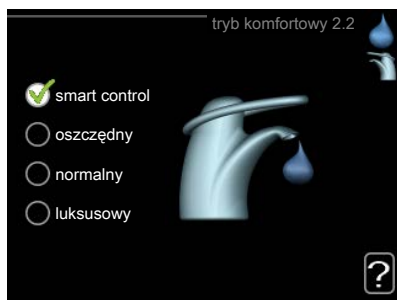 tryb komfortowy 2.2
smart control
oszczędny
normalny
luksusowy
?